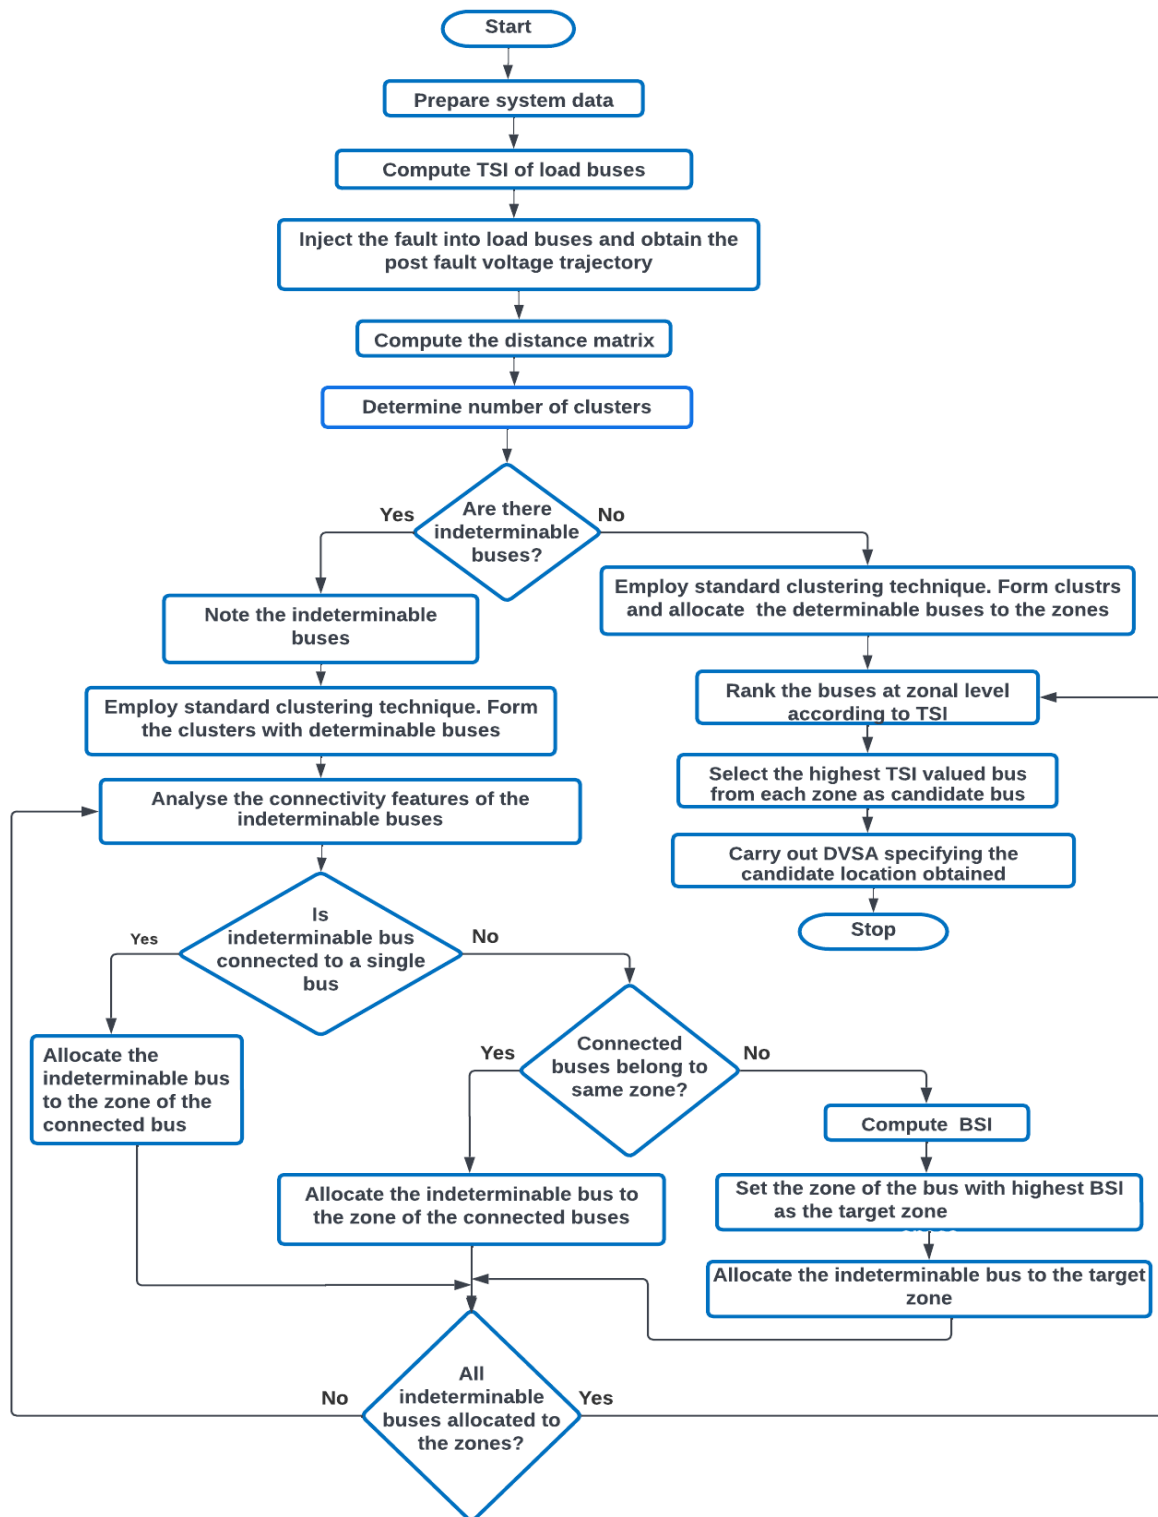 Start
Prepare system data
Compute TSI of load buses
Inject the fault into load buses and obtain the
post fault voltage trajectory
Compute the distance matrix
Determine number of clusters
Are there
indeterminable
buses?
Yes
No
Note the indeterminable
buses
Employ standard clustering technique. Form
the clusters with determinable buses
Analyse the connectivity features of the
indeterminable buses
Employ standard clustering technique. Form clustrs
and allocate the determinable buses to the zones
Rank the buses at zonal level
according to TSI
Select the highest TSI valued bus
from each zone as candidate bus
Carry out DVSA specifying the
candidate location obtained
Stop
Is
indeterminable bus
connected to a single
bus
Yes
No
Allocate the
indeterminable bus
to the zone of the
connected bus
Connected
buses belong to
same zone?
Yes
No
Allocate the indeterminable bus to
the zone of the connected buses
Compute BSI
Set the zone of the bus with highest BSI
as the target zone
Allocate the indeterminable bus to the target
zone
All
indeterminable
buses allocated to
the zones?
No
Yes